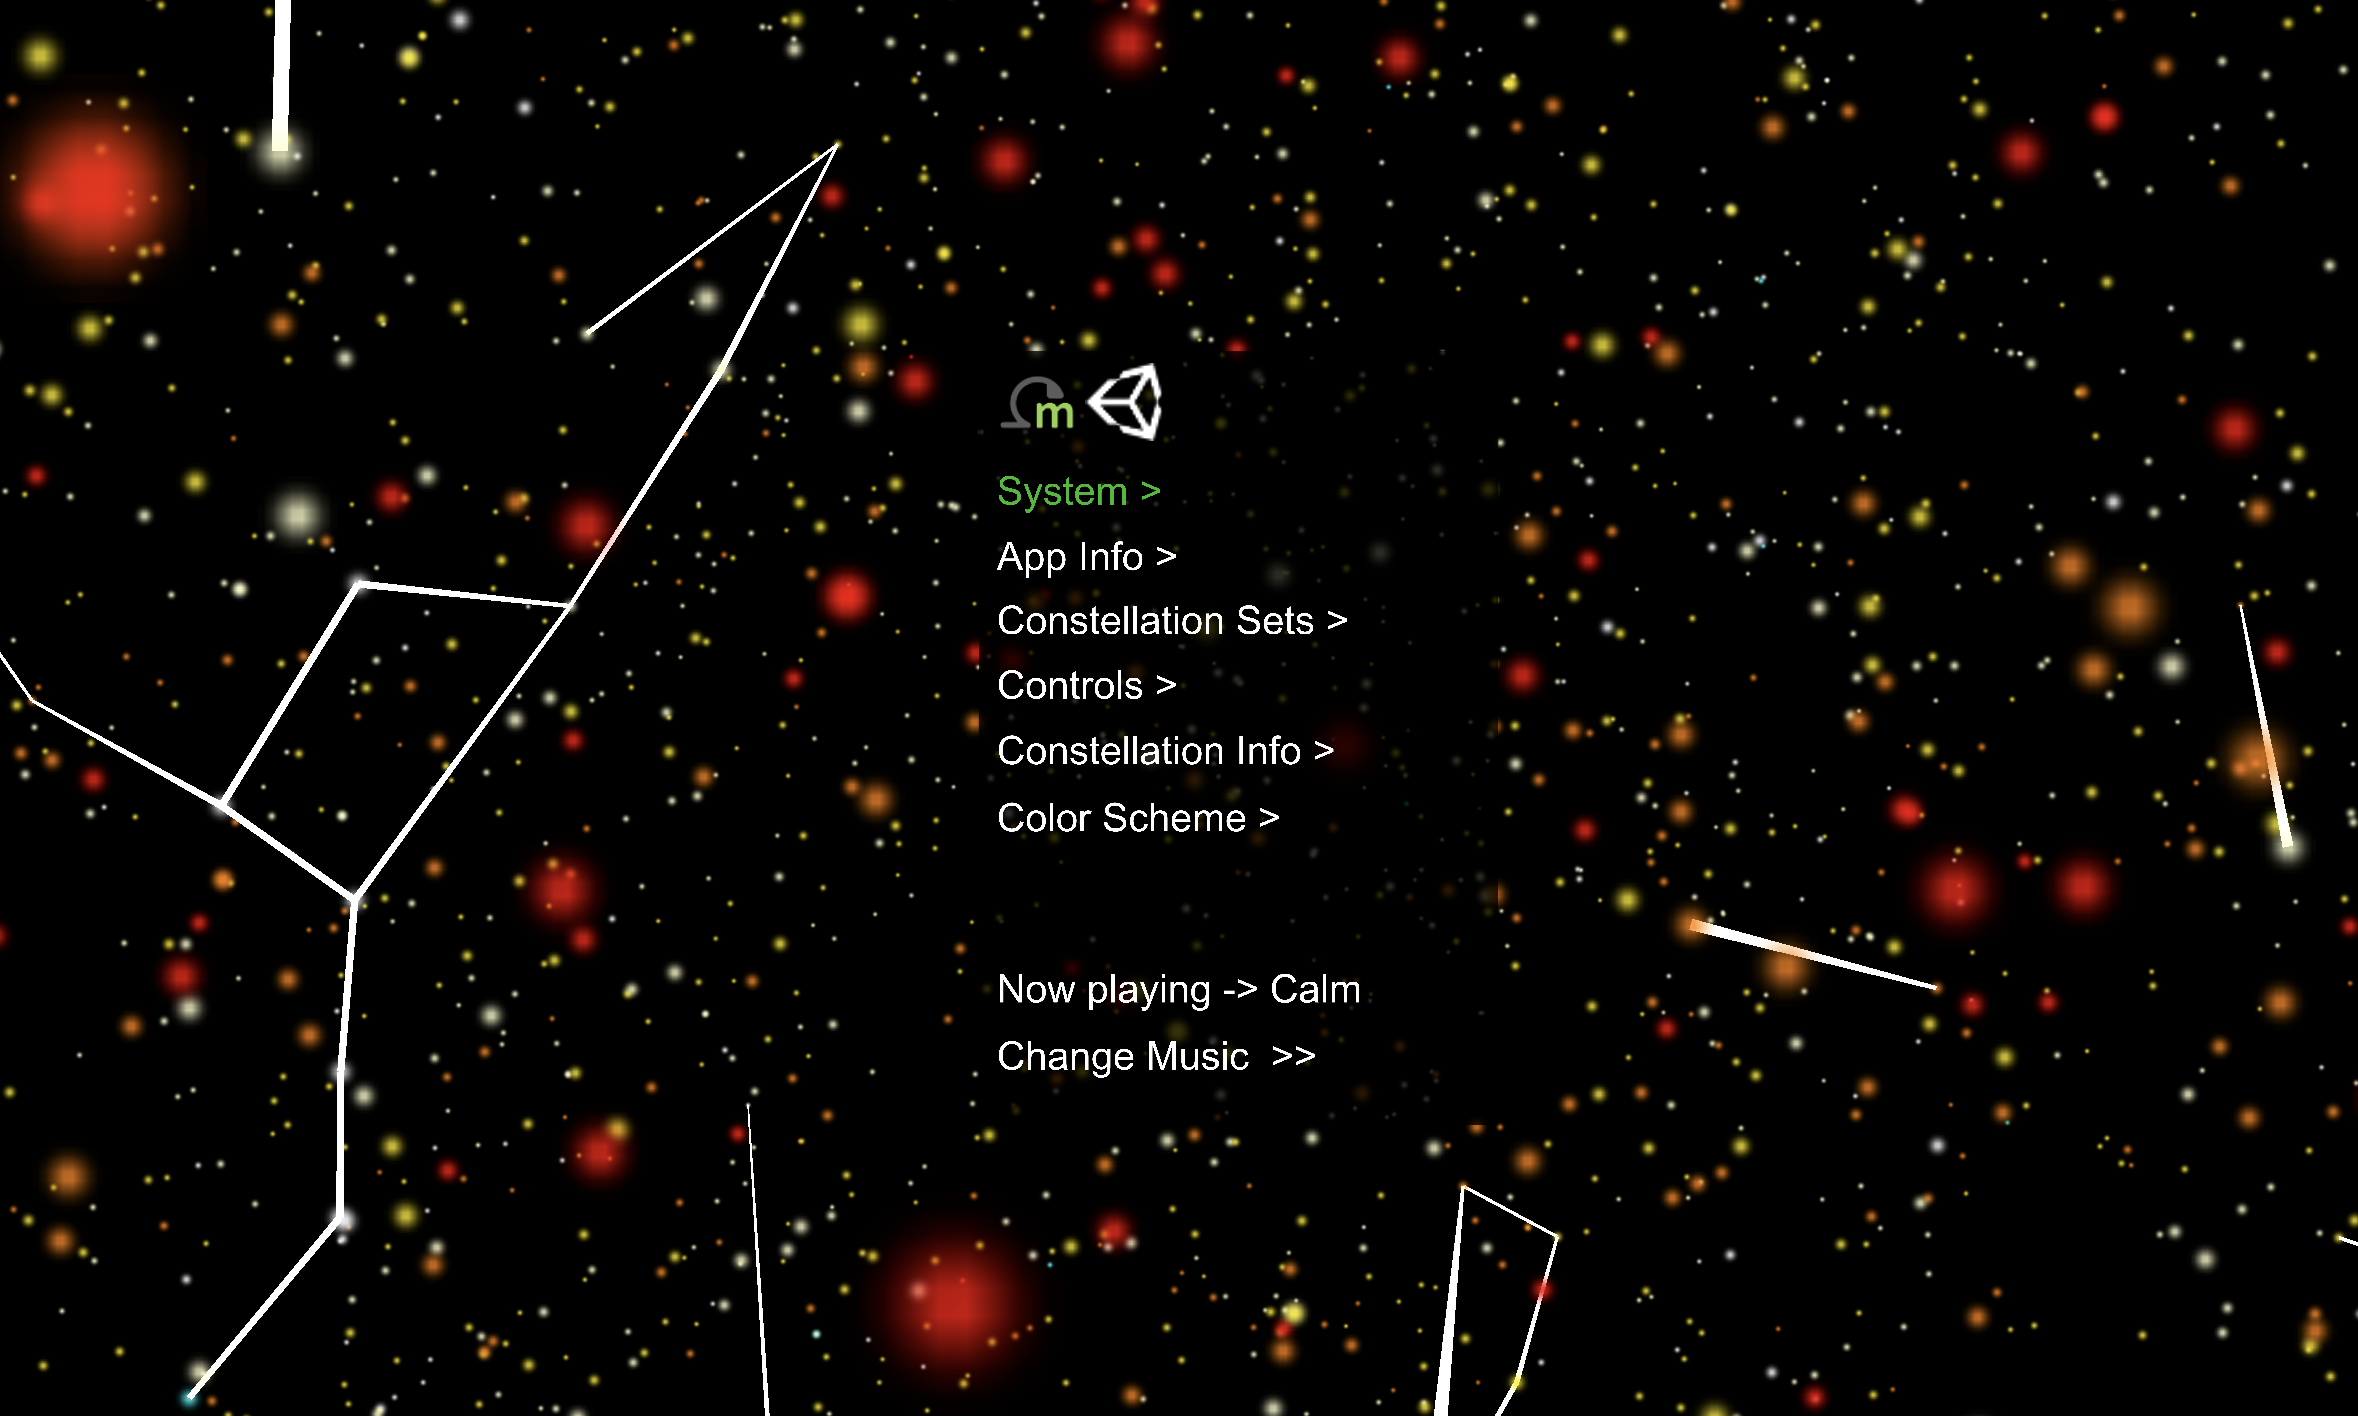 m
System >
App Info >
Constellation Sets >
Controls >
Constellation Info >
Color Scheme >
Now playing -> Calm
Change Music >>